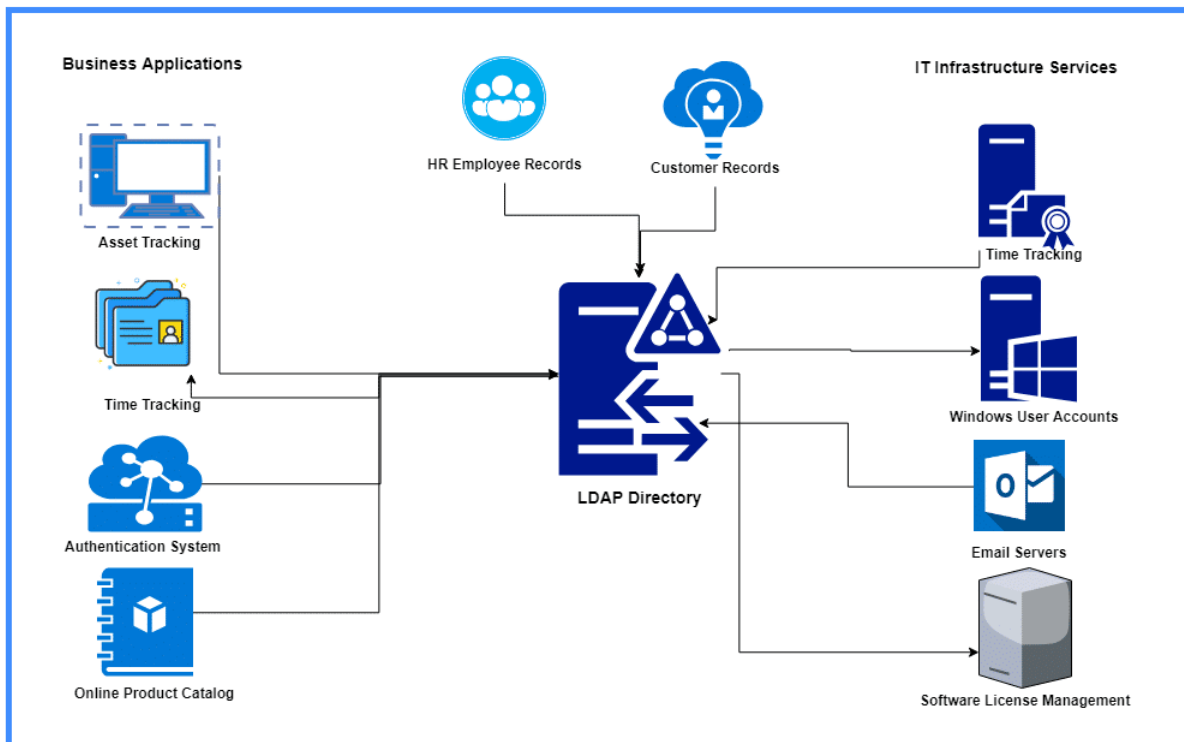 Business Applications
IT Infrastructure Services
HR Employee Records
Customer Records
Asset Tracking
Time Tracking
Time Tracking
Windows User Accounts
LDAP Directory
Authentication System
O
Email Servers
Online Product Catalog
Software License Management